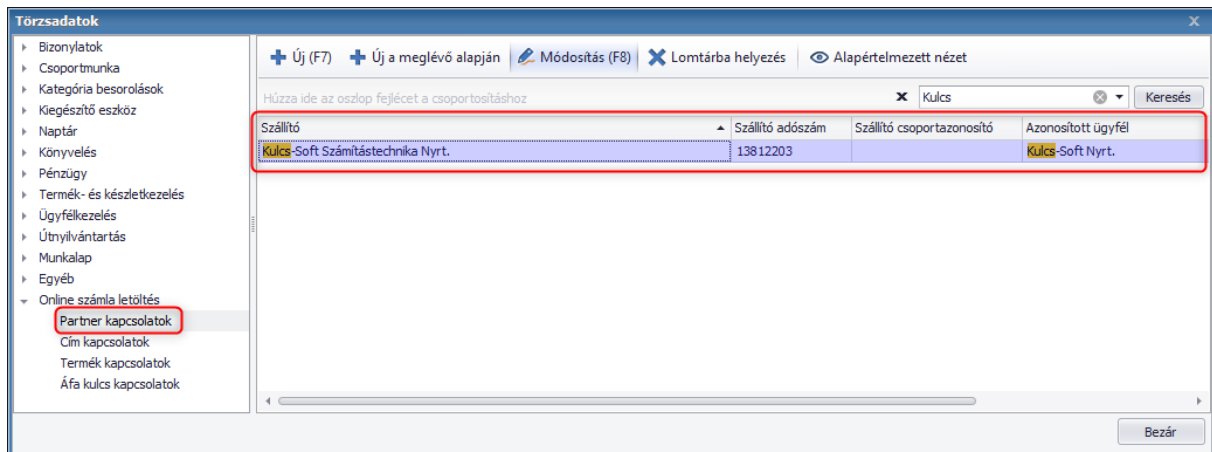 Törzsadatok
x
Bizonylatok
Csoportmunka
Kategória besorolások
Kiegészítő eszköz
Naptár
Könyvelés
Pénzügy
Termék- és készletkezelés
Ügyfélkezelés
Útnyilvántartás
Munkalap
Egyéb
Online számla letöltés
Partner kapcsolatok
Cím kapcsolatok
Termék kapcsolatok
Áfa kulcs kapcsolatok
Új (F7) Új a meglévő alapján Módosítás (F8) Lomtárba helyezés Alapértelmezett nézet
Húzza ide az oszlop fejlécet a csoportosításhoz
Kulcs Keresés
Szállító Szállító adószám Szállító csoportazonosító Azonosított ügyfél
Kulcs-Soft Számítástechnika Nyrt. 13812203 Kulcs-Soft Nyrt.
Bezár